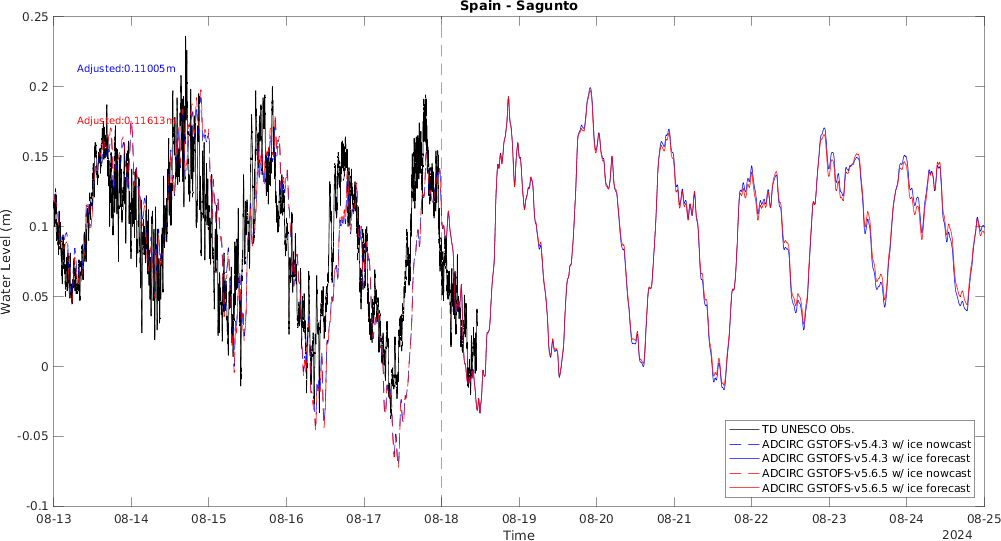 Spain - Sagunto
0.25
0.2
0.15
0.1
0.05
0
-0.05
-0.1
Water Level (m)
Adjusted:0.11005m
Adjusted:0.11613m
TD UNESCO Obs.
ADCIRC GSTOFS-v5.4.3 w/ ice nowcast
ADCIRC GSTOFS-v5.4.3 w/ ice forecast
ADCIRC GSTOFS-v5.6.5 w/ ice nowcast
ADCIRC GSTOFS-v5.6.5 w/ ice forecast
08-13 08-14 08-15 08-16 08-17 08-18 08-19 08-20 08-21 08-22 08-23 08-24 08-25
Time
2024